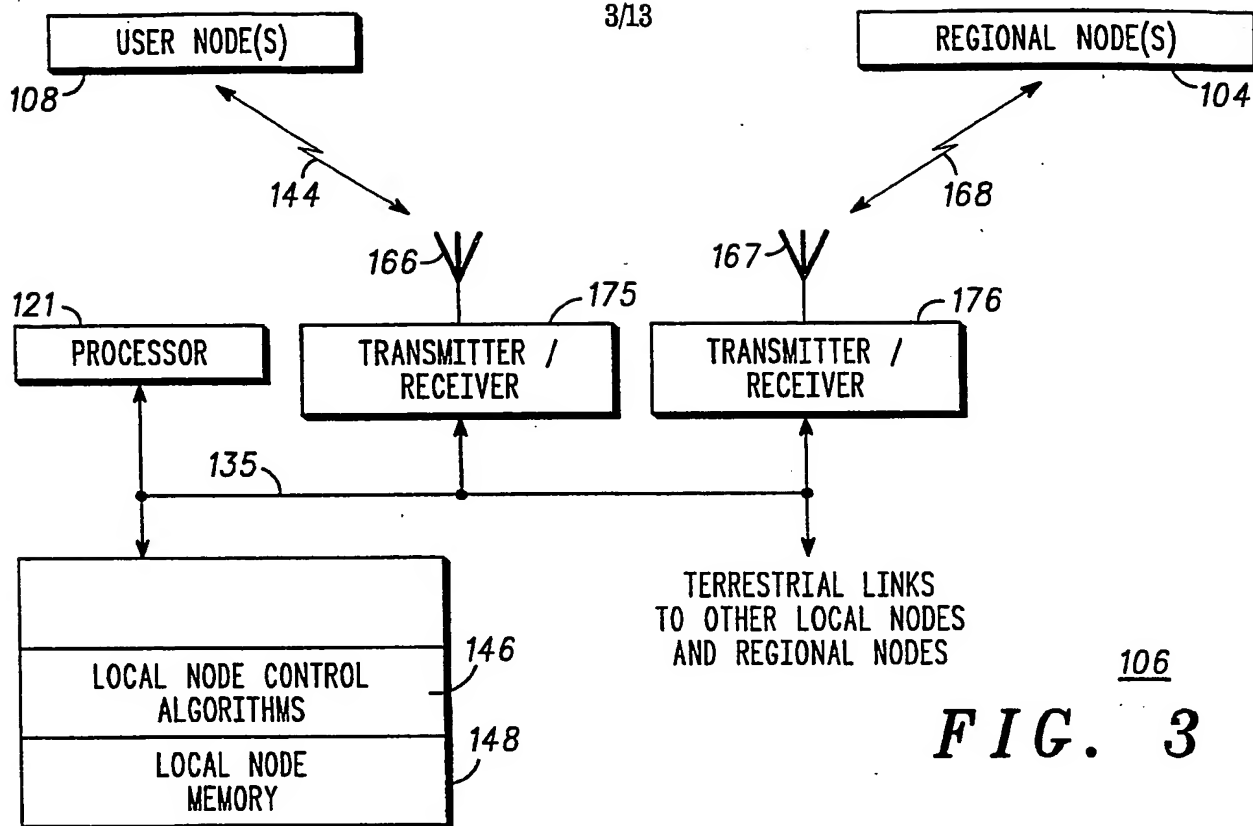 3/13
USER NODE(S)
108
REGIONAL NODE(S)
104
144
168
166
167
121
175
176
PROCESSOR
TRANSMITTER /
RECEIVER
TRANSMITTER /
RECEIVER
135
TERRESTRIAL LINKS
TO OTHER LOCAL NODES
AND REGIONAL NODES
LOCAL NODE CONTROL
ALGORITHMS
146
LOCAL NODE
MEMORY
148
106
FIG. 3